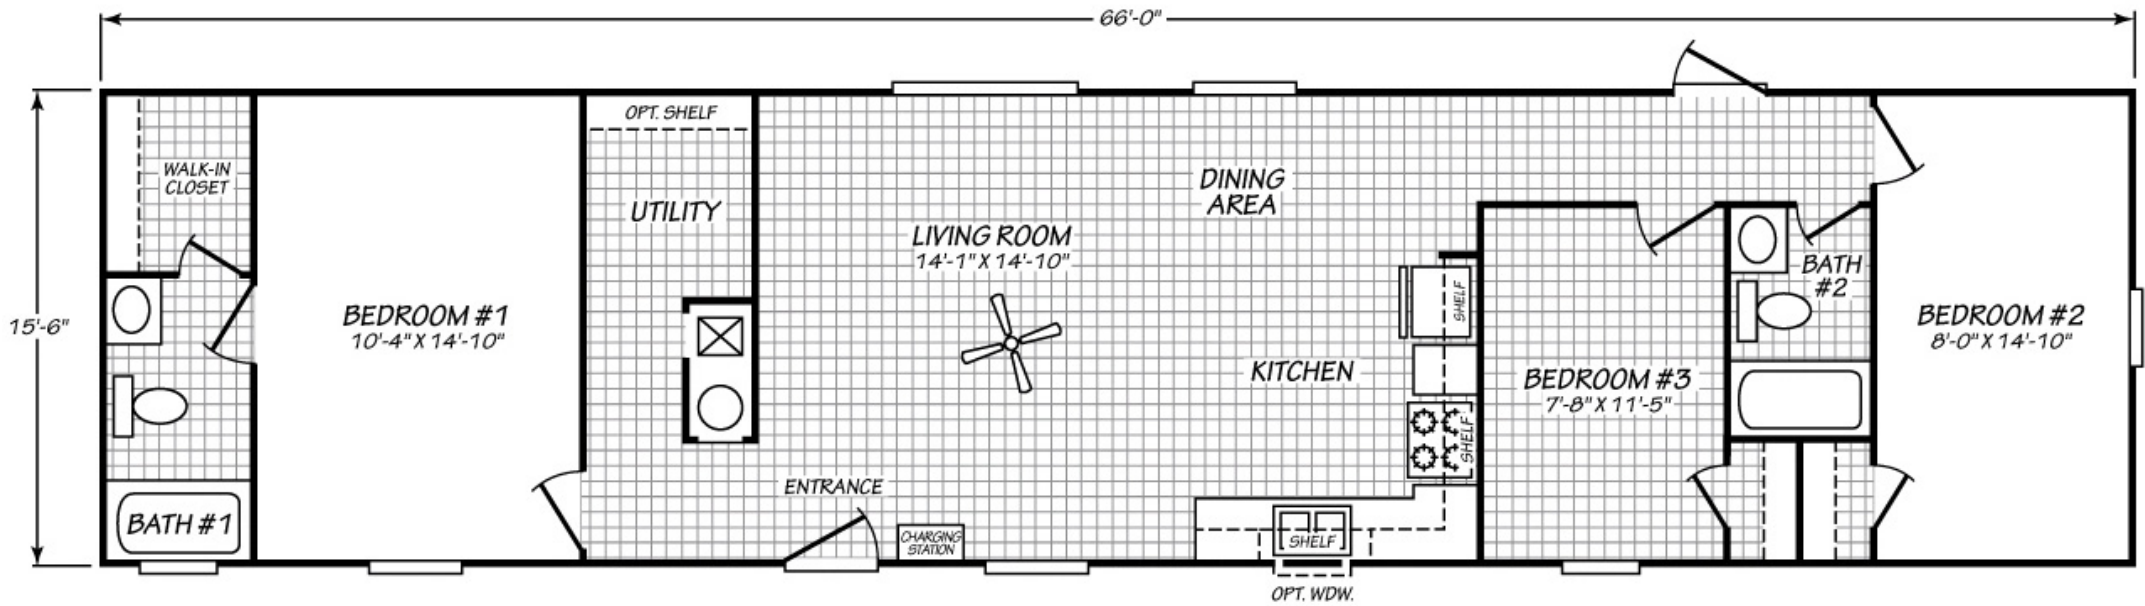 66'-0"
15'-6"
WALK-IN
CLOSET
BATH #1
BEDROOM #1
10'-4" X 14'-10"
OPT. SHELF
UTILITY
ENTRANCE
LIVING ROOM
14'-1" X 14'-10"
CHARGING
STATION
DINING
AREA
KITCHEN
SHELF
SHELF
SHELF
OPT. WDW.
BEDROOM #3
7'-8" X 11'-5"
BATH
#2
BEDROOM #2
8'-0" X 14'-10"